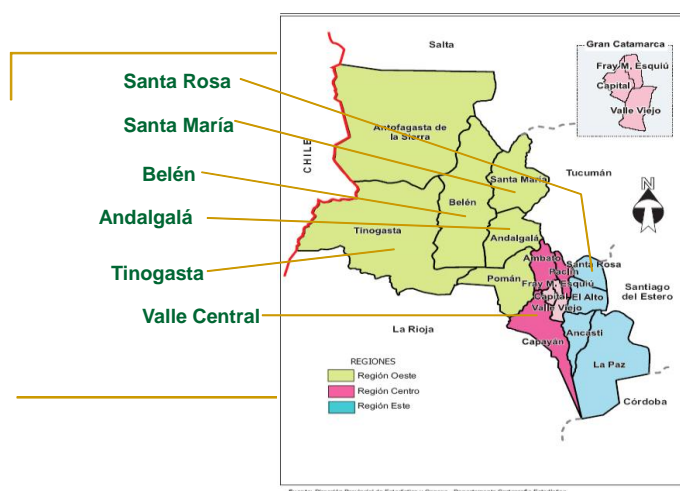 Santa Rosa
Santa María
Belén
Andalgalá
Tinogasta
Valle Central
Salta
Gran Catamarca
Fray M. Esquiú
Capital
Valle Viejo
CHILE
Antofagasta de
la Sierra
Tucumán
Santa María
N
Belén
Tinogasta
Andalgalá
Ambato
Paclín
Santa Rosa
Pomán
Fray M. Esquiú
Capital
El Alto
Valle Viejo
Santiago
del Estero
La Rioja
Capayán
Ancasti
La Paz
Córdoba
REGIONES
Región Oeste
Región Centro
Región Este